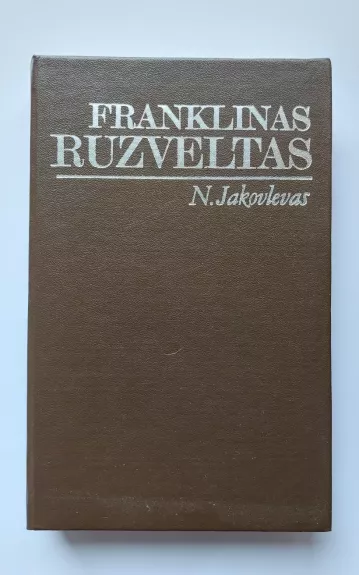 FRANKLINAS
RUZVELTAS
N. Jakovlevas